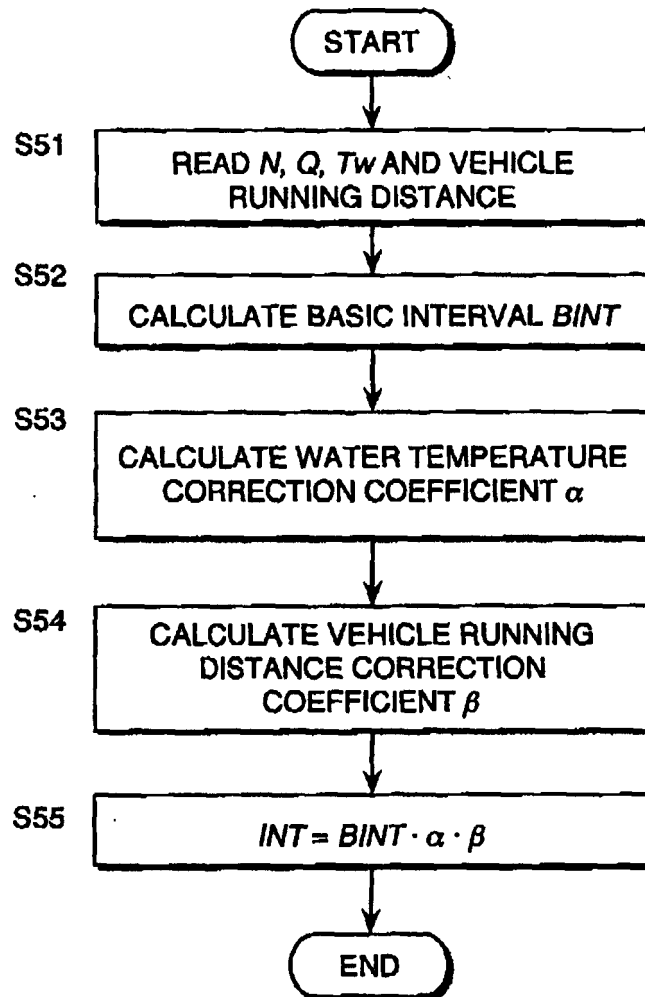 START
S51
READ N, Q, Tw AND VEHICLE
RUNNING DISTANCE
S52
CALCULATE BASIC INTERVAL BINT
S53
CALCULATE WATER TEMPERATURE
CORRECTION COEFFICIENT α
S54
CALCULATE VEHICLE RUNNING
DISTANCE CORRECTION
COEFFICIENT β
S55
INT = BINT · α · β
END